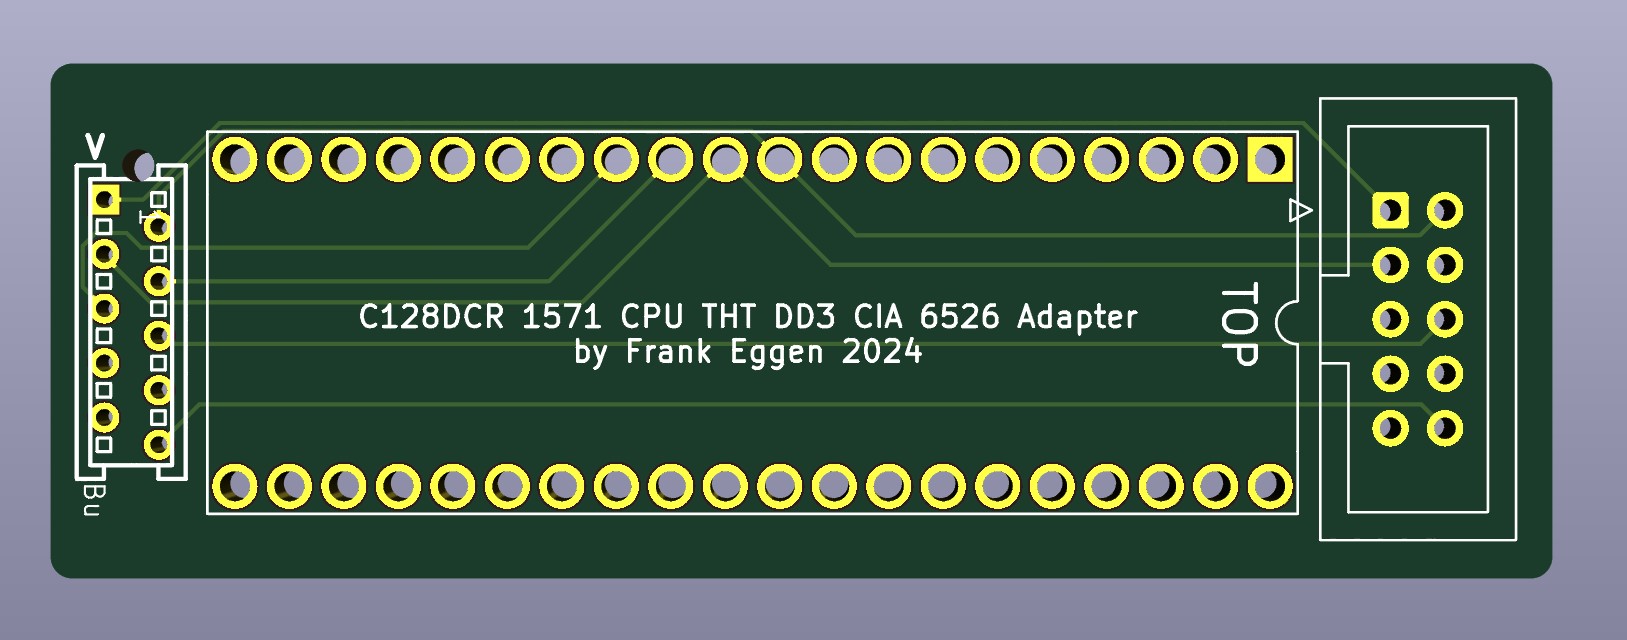 C128DCR 1571 CPU THT DD3 CIA 6526 Adapter
by Frank Eggen 2024
TOP
Bu